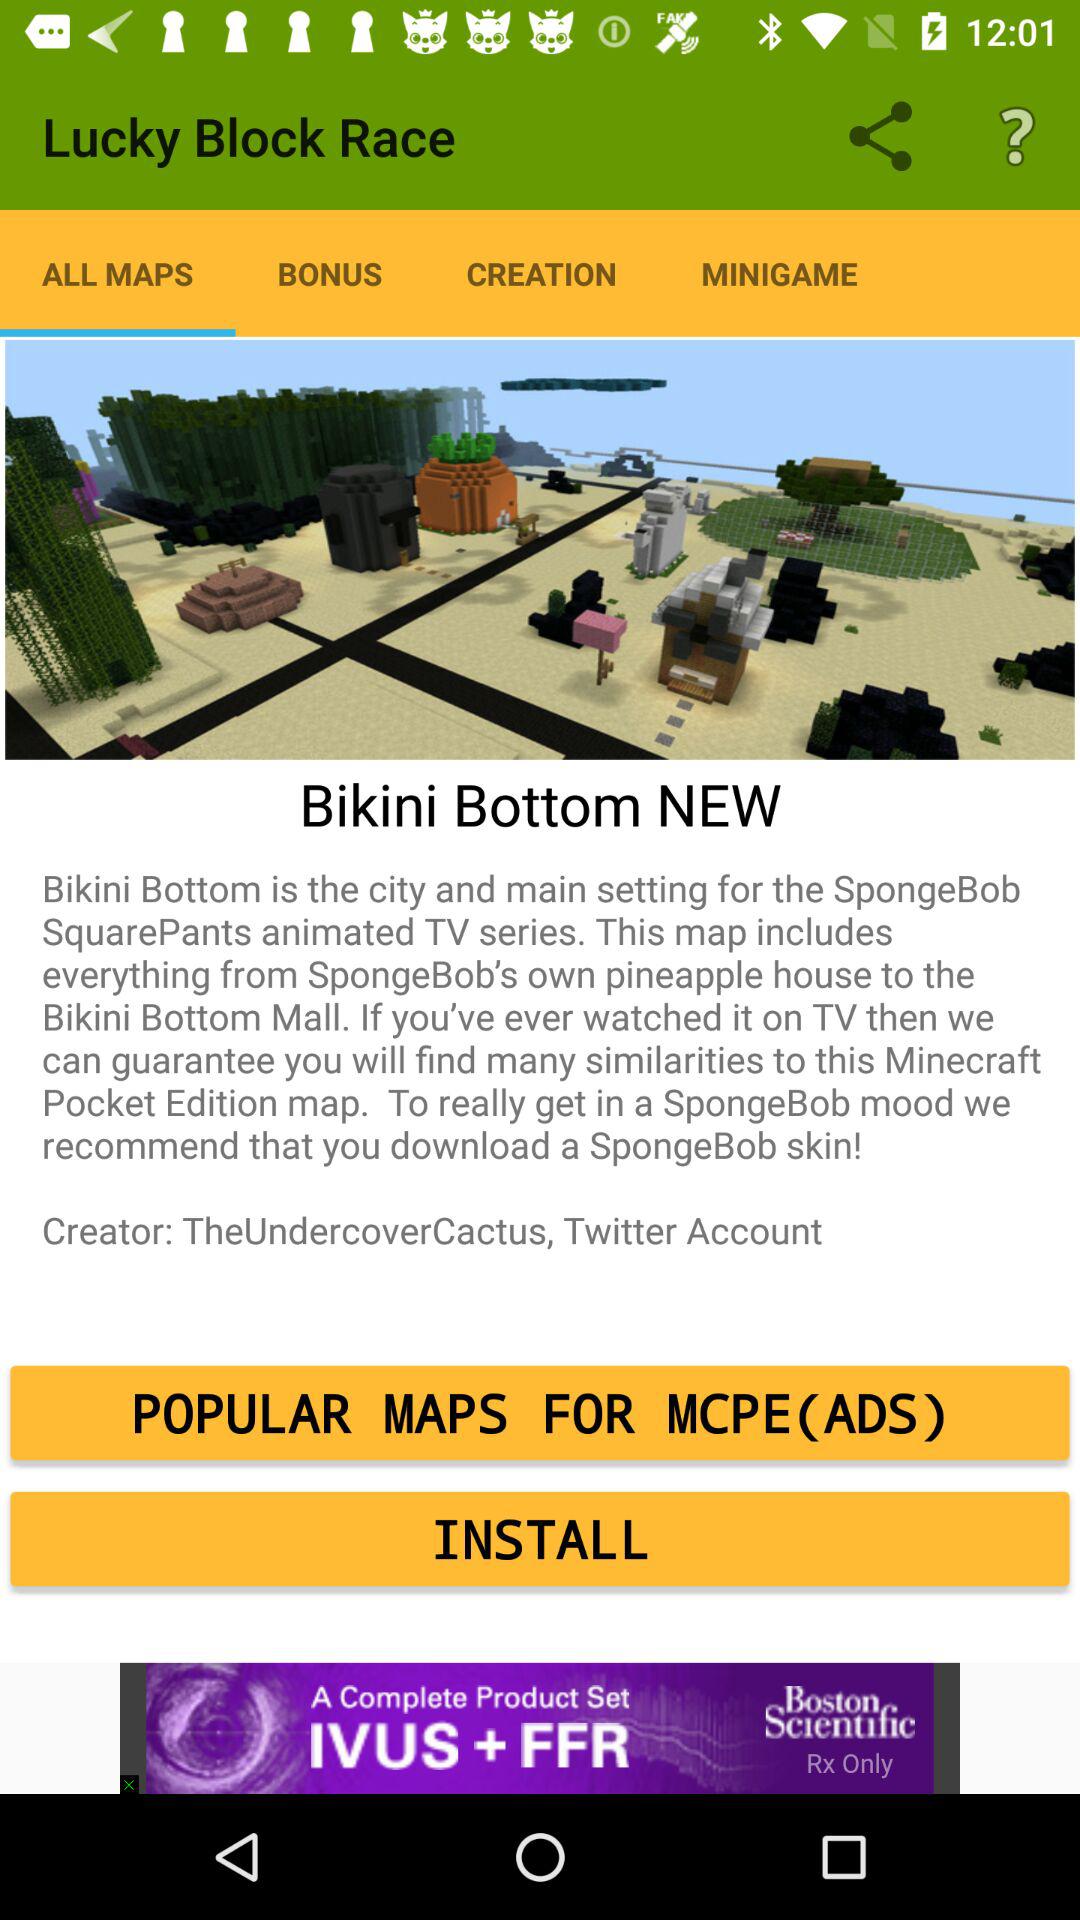 FAKE
12:01
Lucky Block Race
?
ALL MAPS
BONUS
CREATION
MINIGAME
Bikini Bottom NEW
Bikini Bottom is the city and main setting for the SpongeBob
SquarePants animated TV series. This map includes
everything from SpongeBob’s own pineapple house to the
Bikini Bottom Mall. If you’ve ever watched it on TV then we
can guarantee you will find many similarities to this Minecraft
Pocket Edition map.  To really get in a SpongeBob mood we
recommend that you download a SpongeBob skin!
Creator: TheUndercoverCactus, Twitter Account
POPULAR MAPS FOR MCPE(ADS)
INSTALL
A Complete Product Set
IVUS + FFR
Boston
Scientific
Rx Only